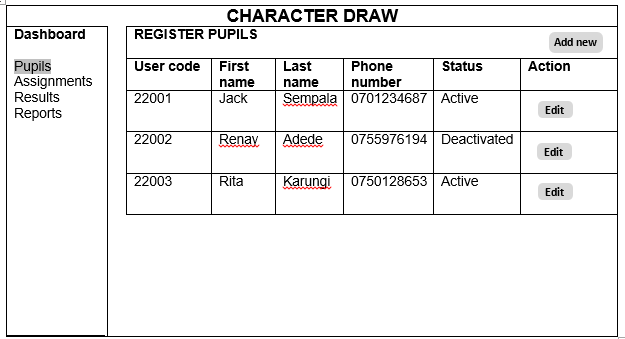 CHARACTER DRAW
Dashboard
Pupils
Assignments
Results
Reports
REGISTER PUPILS
Add new
User code First name Last name Phone number Status Action
22001 Jack Sempala 0701234687 Active Edit
22002 Renay Adede 0755976194 Deactivated Edit
22003 Rita Karungi 0750128653 Active Edit